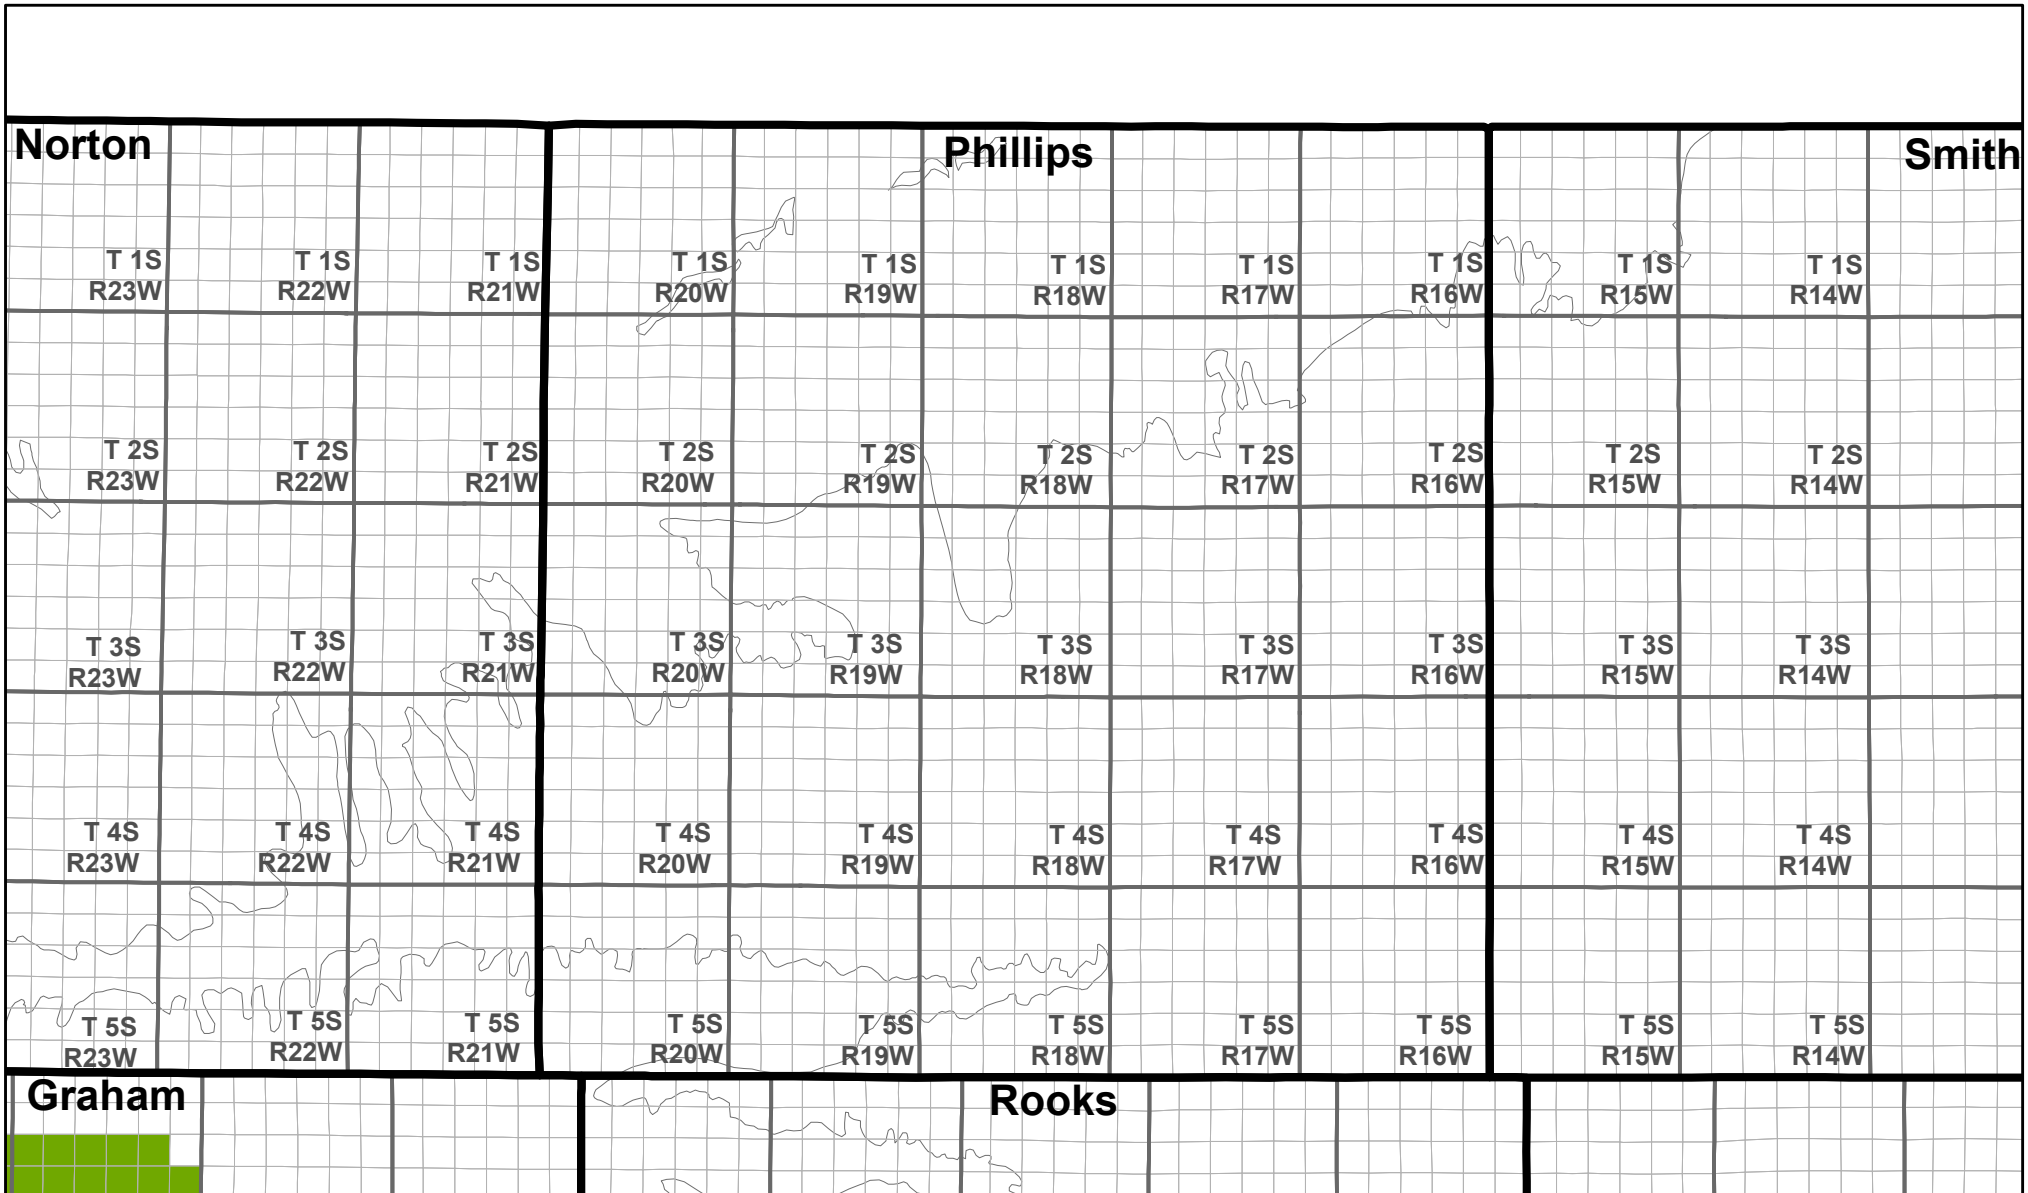 Norton
Phillips
Smith
T 1S
R23W
T 1S
R22W
T 1S
R21W
T 1S
R20W
T 1S
R19W
T 1S
R18W
T 1S
R17W
T 1S
R16W
T 1S
R15W
T 1S
R14W
T 2S
R23W
T 2S
R22W
T 2S
R21W
T 2S
R20W
T 2S
R19W
T 2S
R18W
T 2S
R17W
T 2S
R16W
T 2S
R15W
T 2S
R14W
T 3S
R23W
T 3S
R22W
T 3S
R21W
T 3S
R20W
T 3S
R19W
T 3S
R18W
T 3S
R17W
T 3S
R16W
T 3S
R15W
T 3S
R14W
T 4S
R23W
T 4S
R22W
T 4S
R21W
T 4S
R20W
T 4S
R19W
T 4S
R18W
T 4S
R17W
T 4S
R16W
T 4S
R15W
T 4S
R14W
T 5S
R23W
T 5S
R22W
T 5S
R21W
T 5S
R20W
T 5S
R19W
T 5S
R18W
T 5S
R17W
T 5S
R16W
T 5S
R15W
T 5S
R14W
Graham
Rooks